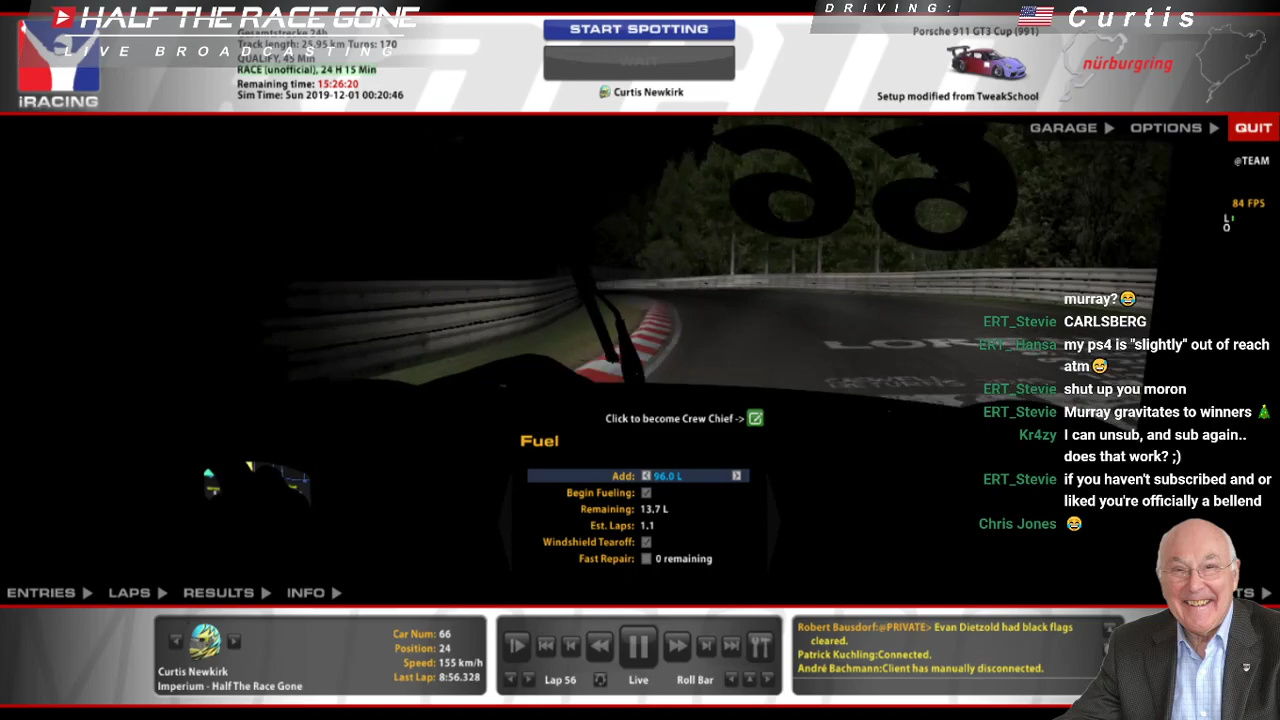 HALF THE RACE GONE
LIVE BROADCASTING
DRIVING:
Curtis
Gesamtstrecke 24h
Track length: 25.95 km Turns: 170
QUALIFY, 45 Min
RACE (unofficial), 24 H 15 Min
Remaining time: 15:26:20
Sim Time: Sun 2019-12-01 00:20:46
iRACING
START SPOTTING
WAIT
Curtis Newkirk
Porsche 911 GT3 Cup (991)
nürburgring
Setup modified from TweakSchool
GARAGE
OPTIONS
QUIT
@TEAM
84 FPS
L
Q
66
murray? 😂
ERT_Stevie CARLSBERG
ERT_Hansa my ps4 is "slightly" out of reach
atm 😅
ERT_Stevie shut up you moron
ERT_Stevie Murray gravitates to winners 🎄
Kr4zy I can unsub, and sub again..
does that work? ;)
ERT_Stevie if you haven't subscribed and or
liked you're officially a bellend
Chris Jones 😂
Click to become Crew Chief ->
Fuel
Add: 96.0 L
Begin Fueling:
Remaining: 13.7 L
Est. Laps: 1.1
Windshield Tearoff:
Fast Repair: 0 remaining
ENTRIES
LAPS
RESULTS
INFO
TS
Curtis Newkirk
Imperium - Half The Race Gone
Car Num: 66
Position: 24
Speed: 155 km/h
Last Lap: 8:56.328
Lap 56
Live
Roll Bar
Robert Bausdorf:@PRIVATE> Evan Dietzold had black flags
cleared.
Patrick Kuchling:Connected.
André Bachmann:Client has manually disconnected.